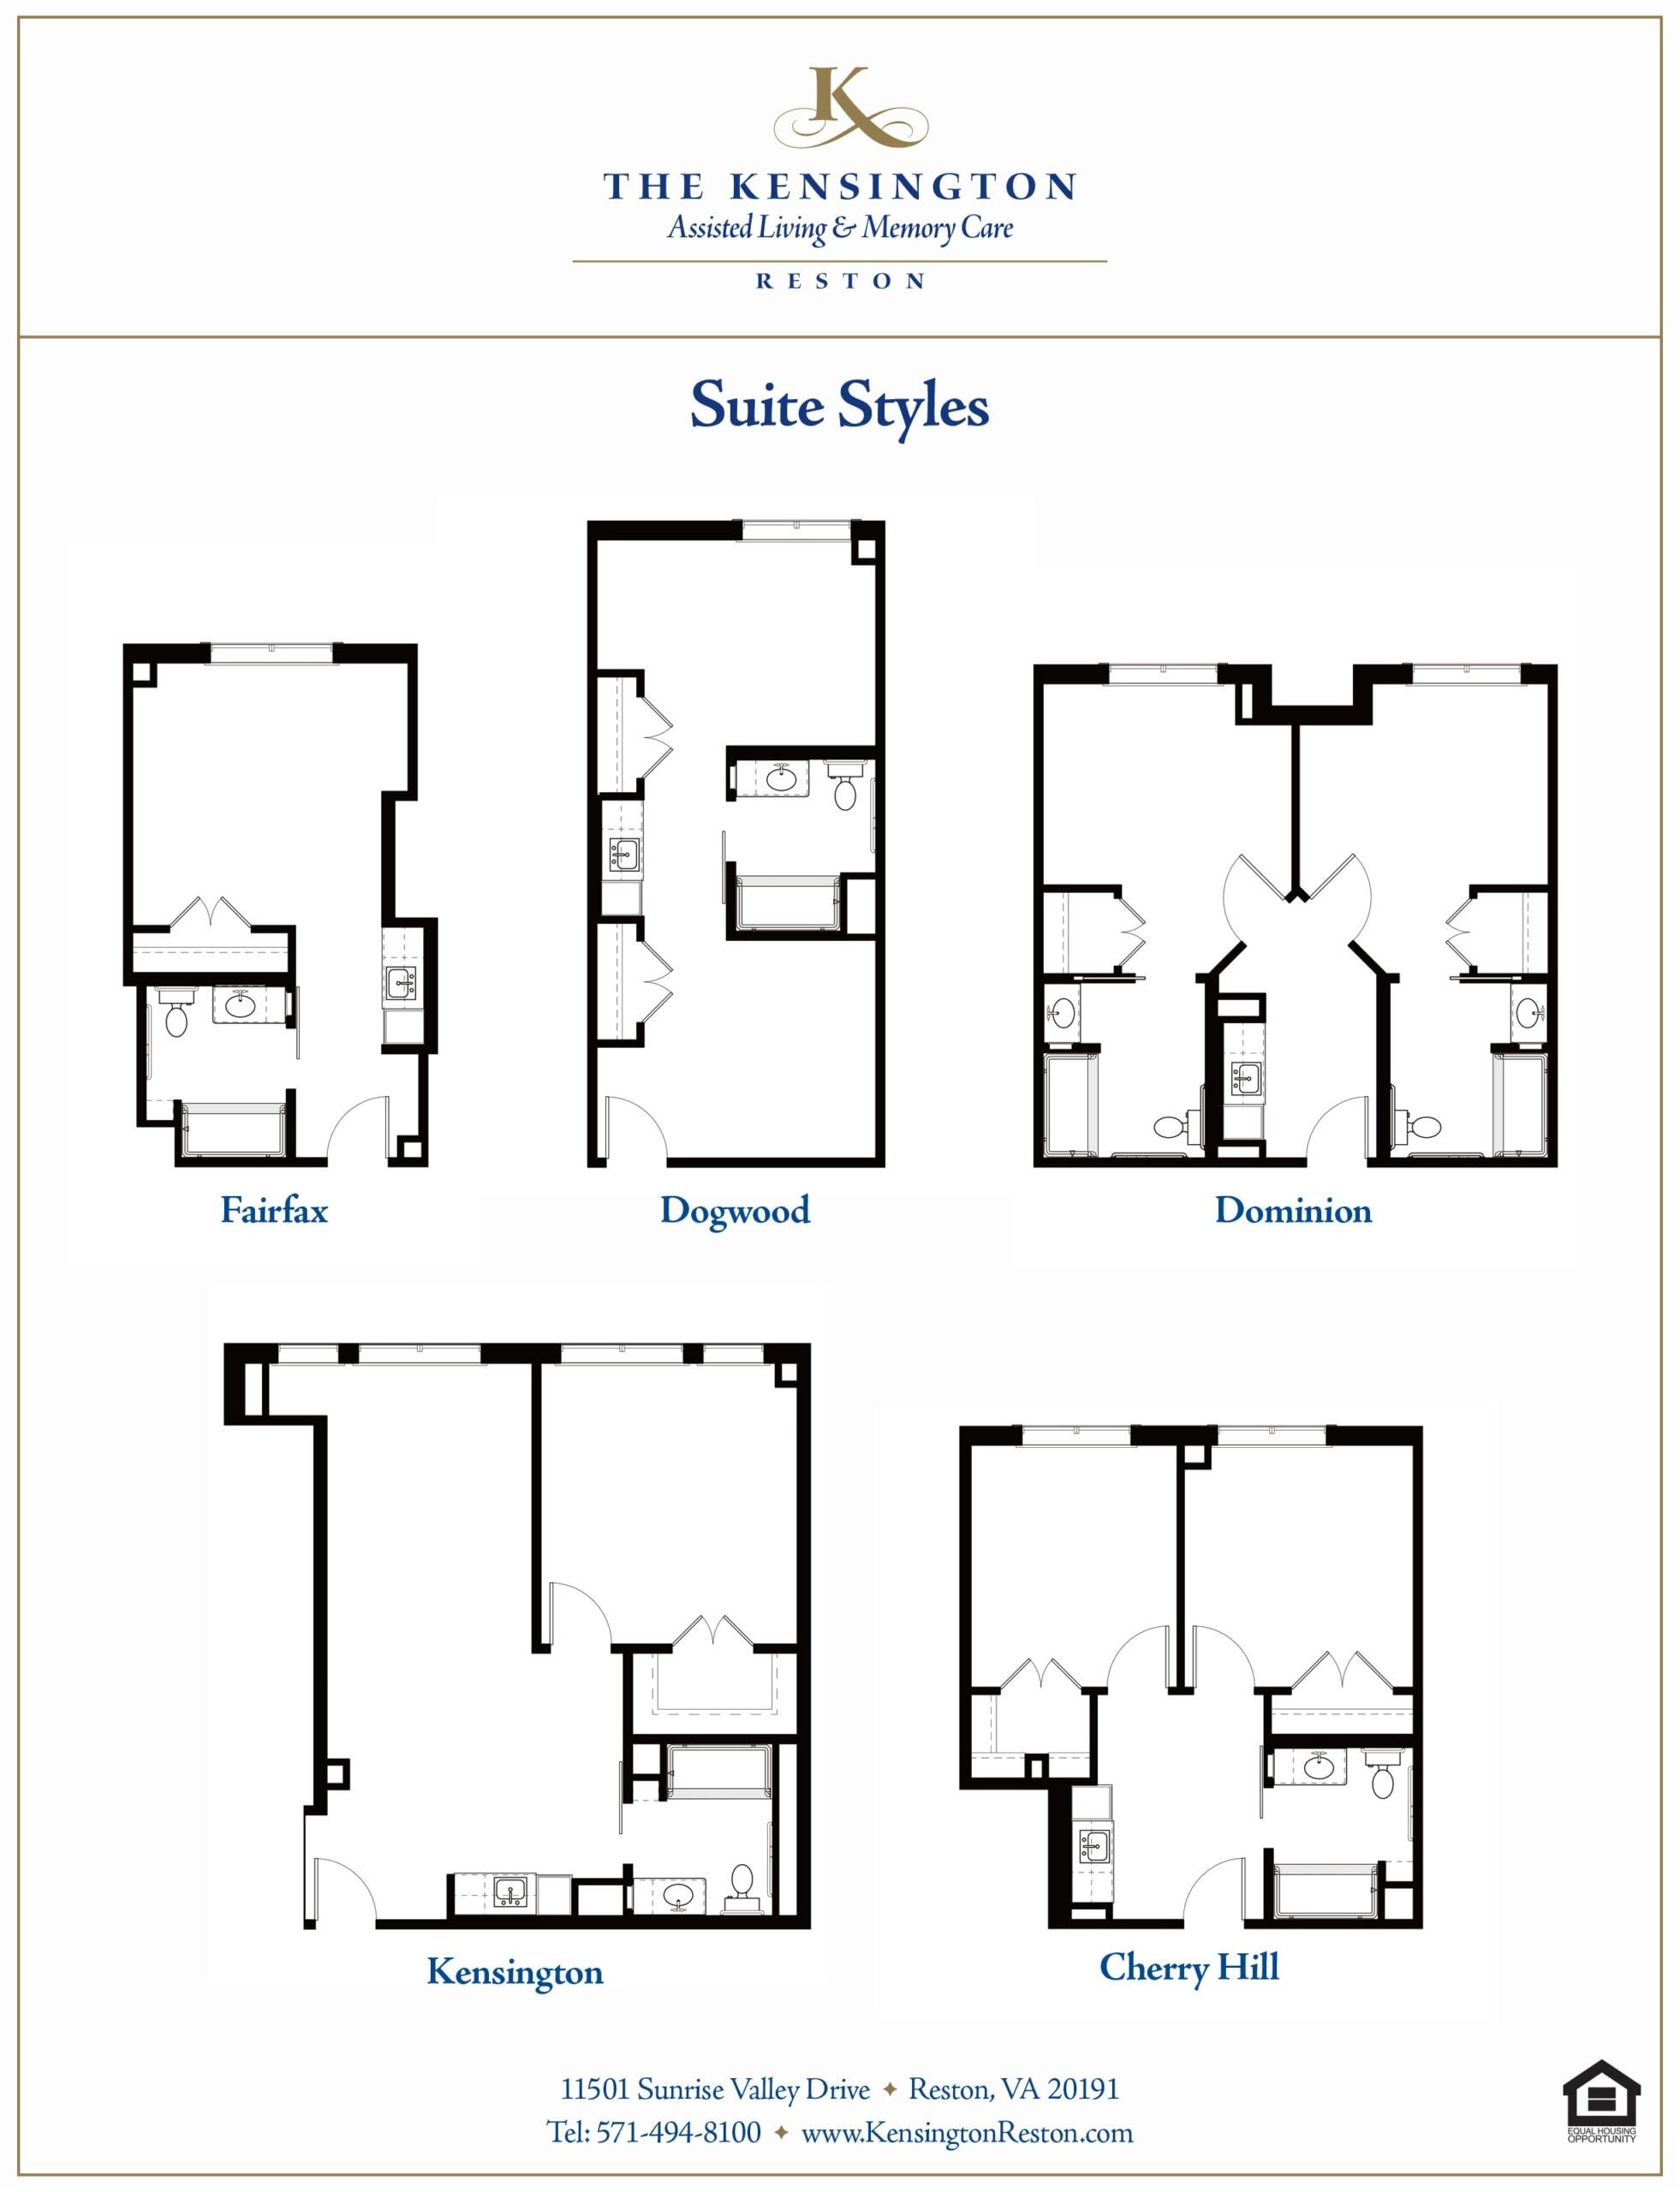 K
THE KENSINGTON
Assisted Living & Memory Care
RESTON
Suite Styles
Fairfax
Dogwood
Dominion
Kensington
Cherry Hill
11501 Sunrise Valley Drive ✦ Reston, VA 20191
Tel: 571-494-8100 ✦ www.KensingtonReston.com
EQUAL HOUSING
OPPORTUNITY